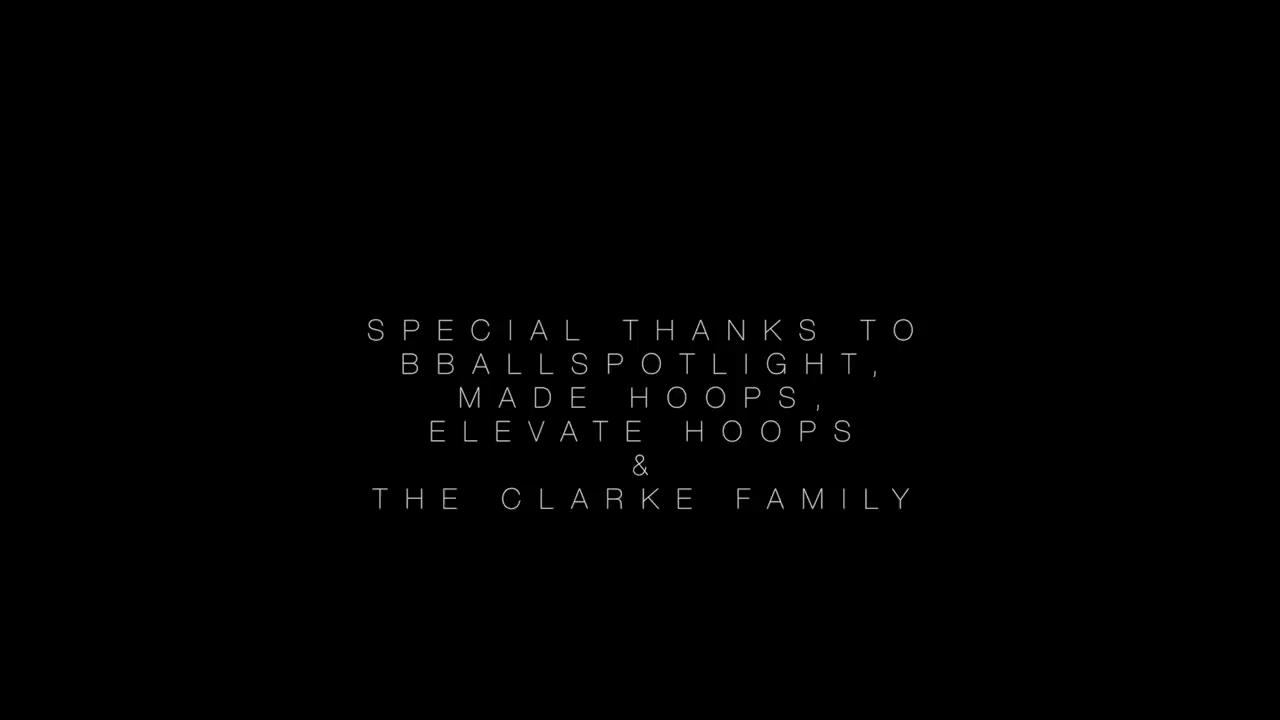 SPECIAL THANKS TO
BBALLSPOTLIGHT,
MADE HOOPS,
ELEVATE HOOPS
&
THE CLARKE FAMILY